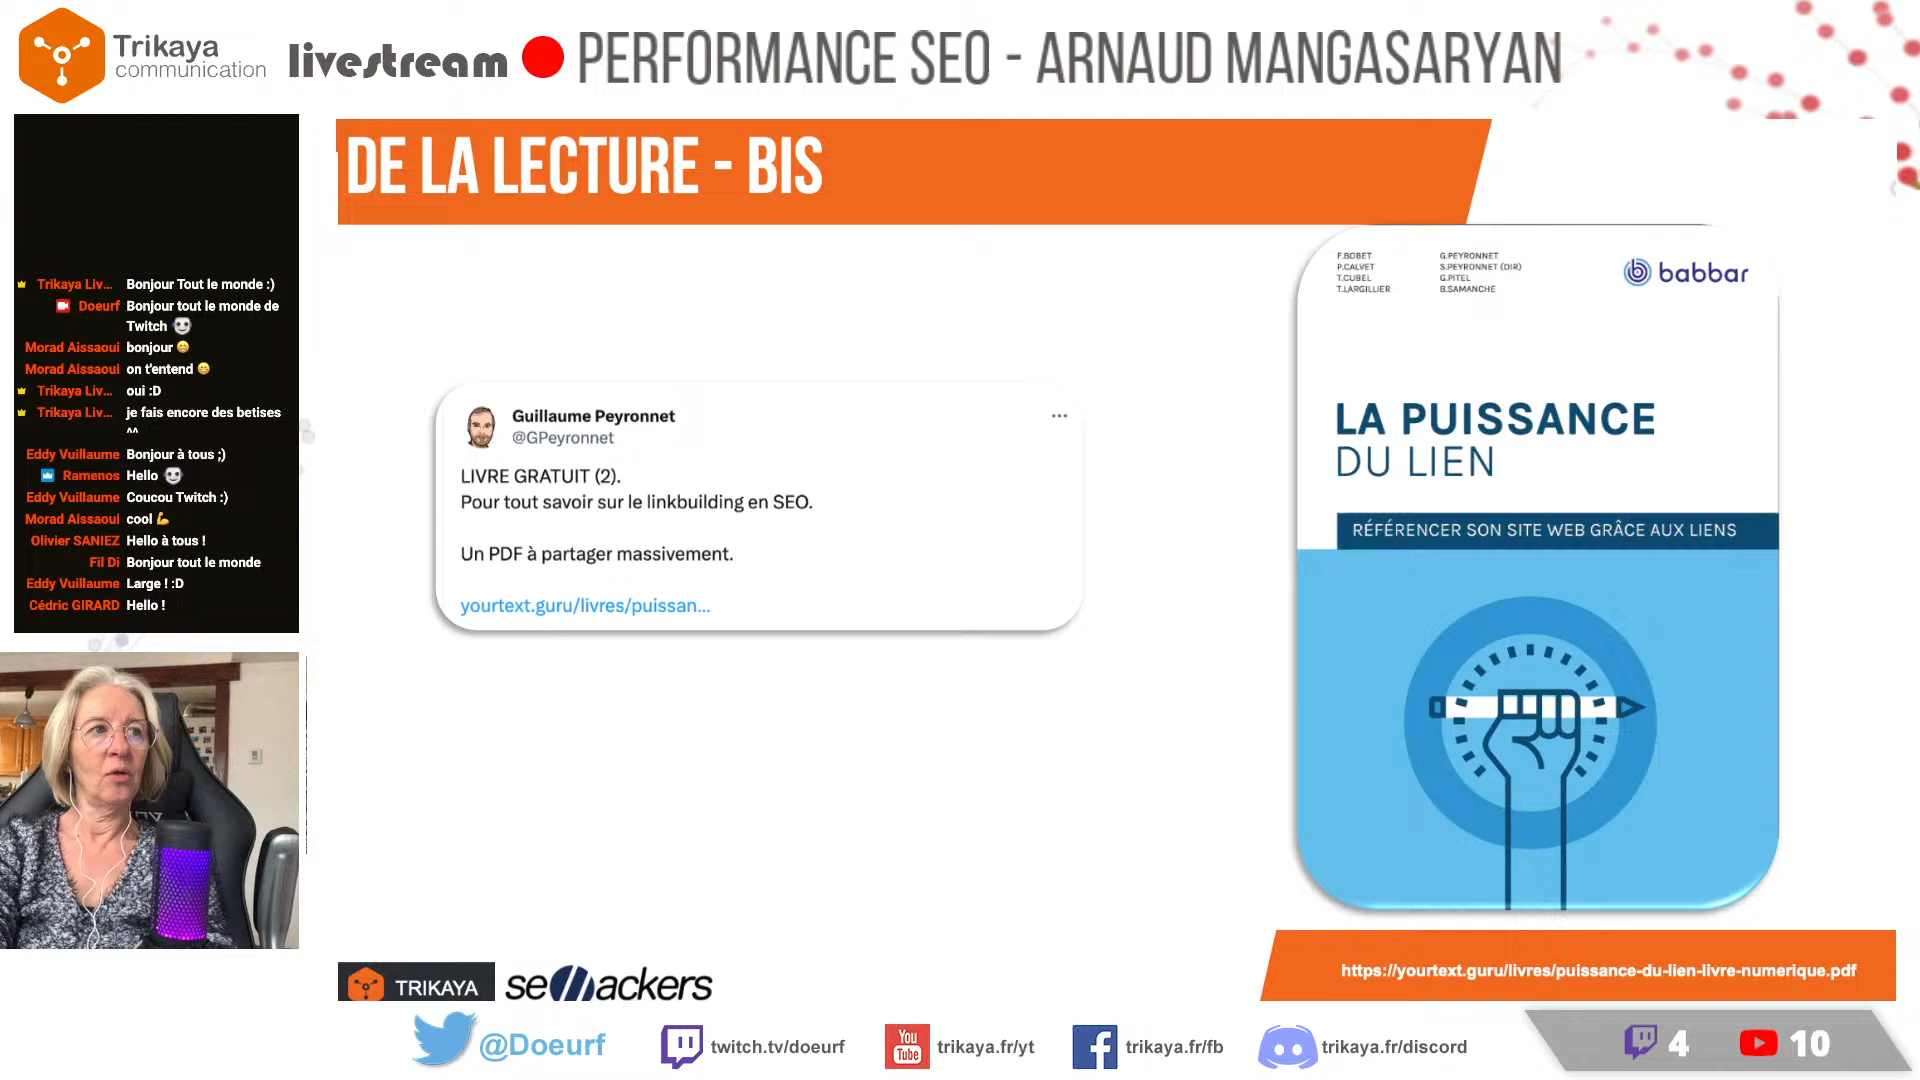 Trikaya
communication
livestream
PERFORMANCE SEO - ARNAUD MANGASARYAN
DE LA LECTURE - BIS
Trikaya Liv... Bonjour Tout le monde :)
Doeurf Bonjour tout le monde de
Twitch
Morad Aissaoui bonjour 😁
Morad Aissaoui on t'entend 😁
Trikaya Liv... oui :D
Trikaya Liv... je fais encore des betises
^^
Eddy Vuillaume Bonjour à tous ;)
Ramenos Hello
Eddy Vuillaume Coucou Twitch :)
Morad Aissaoui cool 💪
Olivier SANIEZ Hello à tous !
Fil Di Bonjour tout le monde
Eddy Vuillaume Large ! :D
Cédric GIRARD Hello !
Guillaume Peyronnet
@GPeyronnet
LIVRE GRATUIT (2).
Pour tout savoir sur le linkbuilding en SEO.
Un PDF à partager massivement.
yourtext.guru/livres/puissan...
F.BOBET
P.CALVET
T.CUBEL
T.LARGILLIER
G.PEYRONNET
S.PEYRONNET (DIR)
G.PITEL
B.SAMANCHE
babbar
LA PUISSANCE
DU LIEN
RÉFÉRENCER SON SITE WEB GRÂCE AUX LIENS
https://yourtext.guru/livres/puissance-du-lien-livre-numerique.pdf
TRIKAYA
seHackers
@Doeurf
twitch.tv/doeurf
You
Tube
trikaya.fr/yt
trikaya.fr/fb
trikaya.fr/discord
4
10